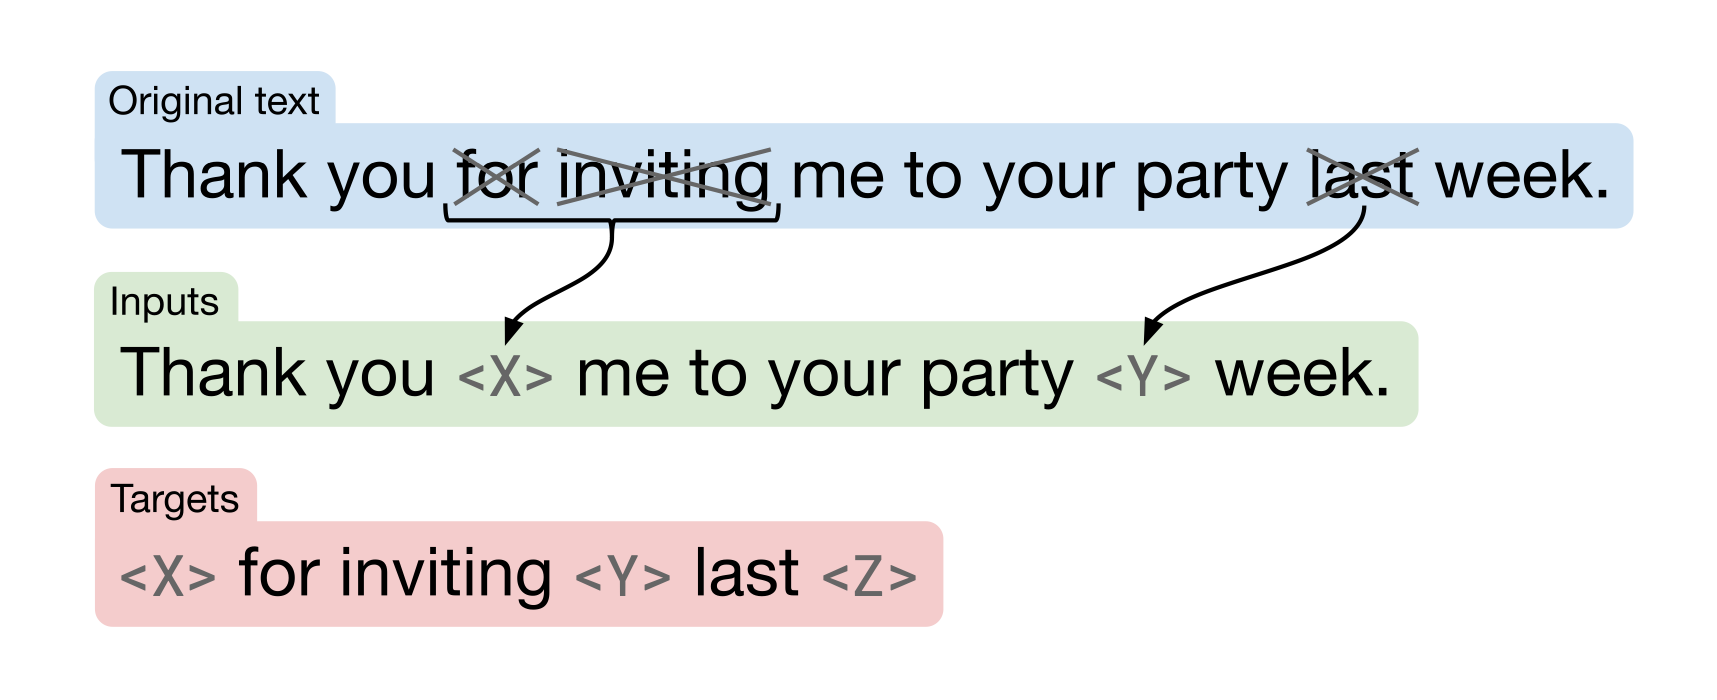 Original text
Thank you for inviting me to your party last week.
Inputs
Thank you <X> me to your party <Y> week.
Targets
<X> for inviting <Y> last <Z>